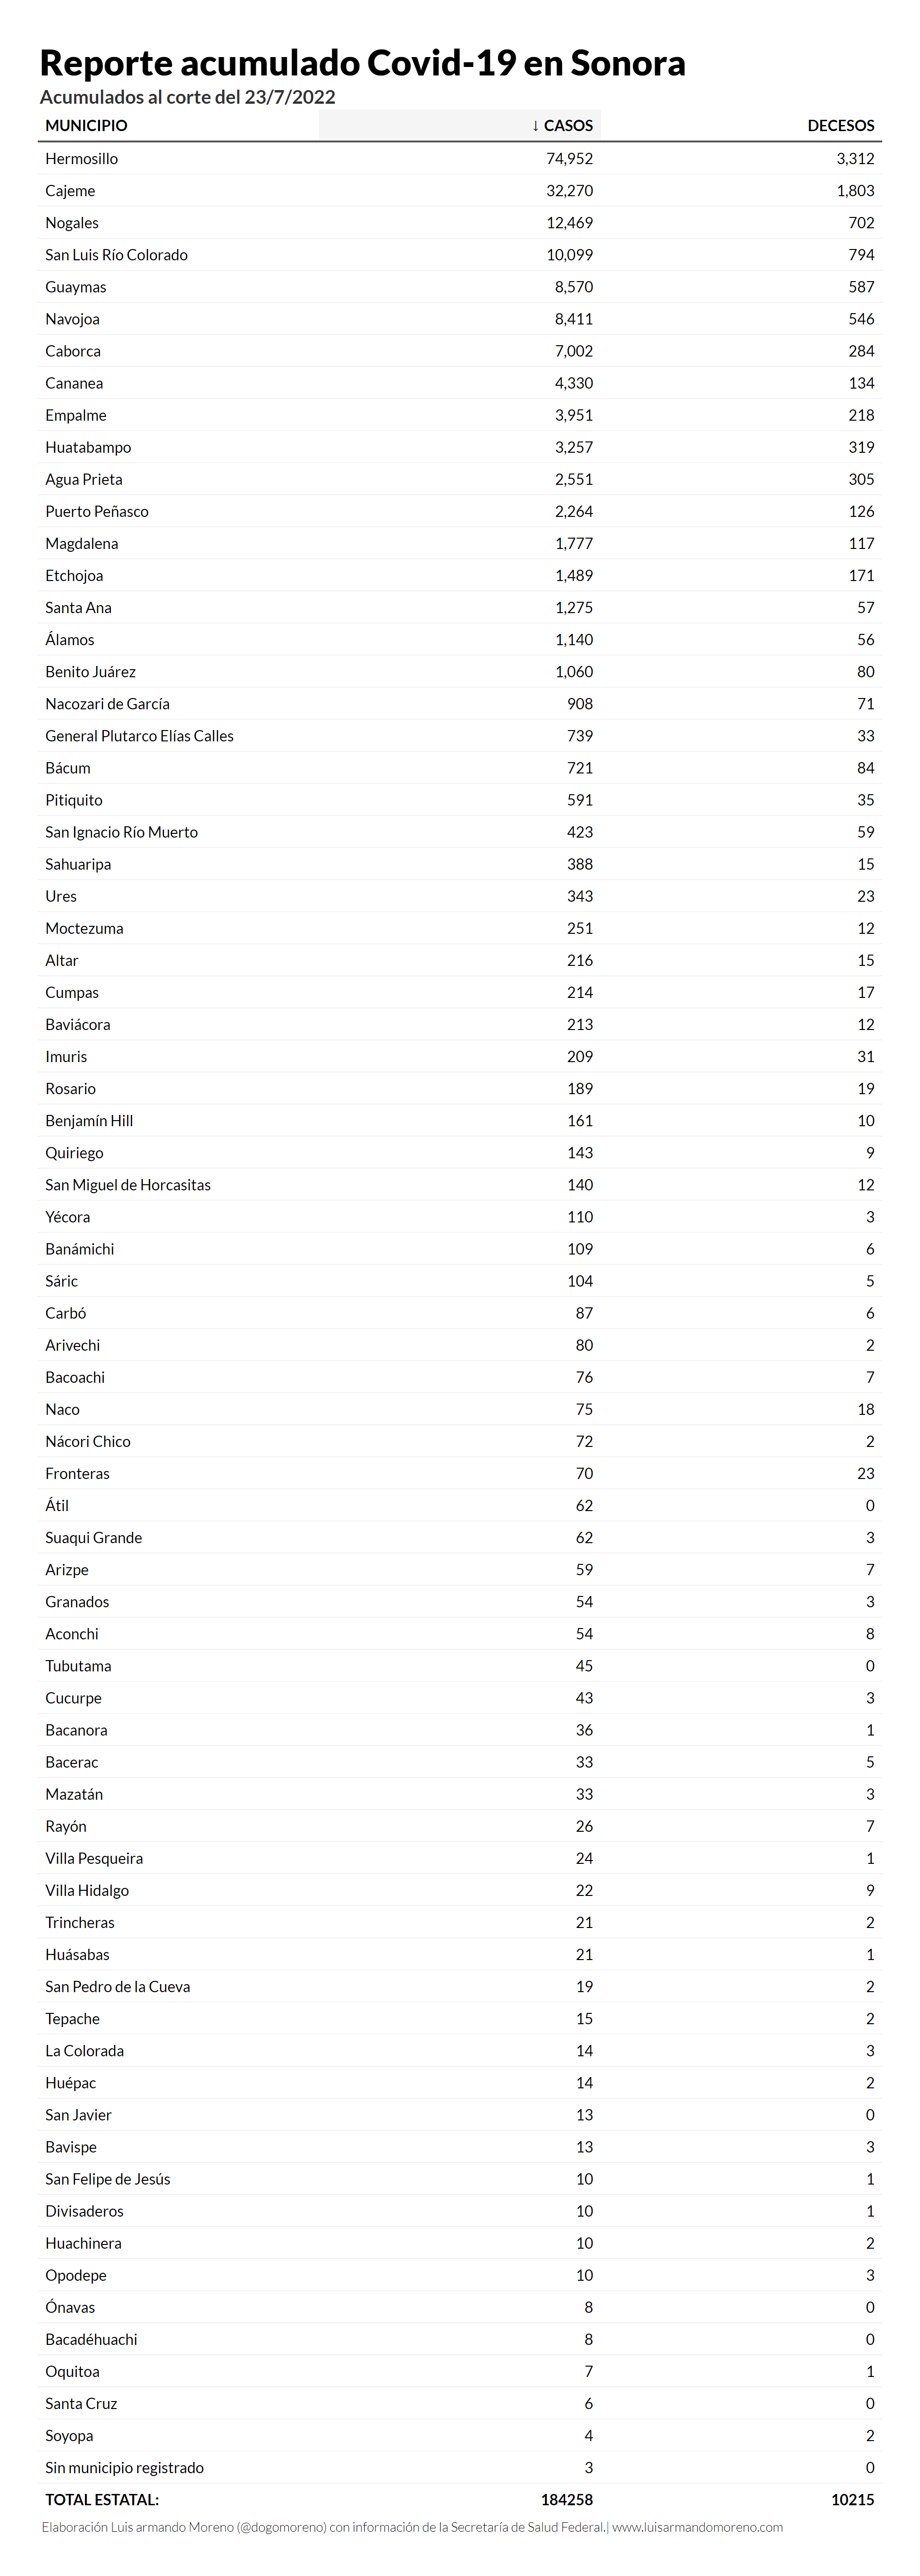 Reporte acumulado Covid-19 en Sonora
Acumulados al corte del 23/7/2022
MUNICIPIO ↓ CASOS DECESOS
Hermosillo 74,952 3,312
Cajeme 32,270 1,803
Nogales 12,469 702
San Luis Río Colorado 10,099 794
Guaymas 8,570 587
Navojoa 8,411 546
Caborca 7,002 284
Cananea 4,330 134
Empalme 3,951 218
Huatabampo 3,257 319
Agua Prieta 2,551 305
Puerto Peñasco 2,264 126
Magdalena 1,777 117
Etchojoa 1,489 171
Santa Ana 1,275 57
Álamos 1,140 56
Benito Juárez 1,060 80
Nacozari de García 908 71
General Plutarco Elías Calles 739 33
Bácum 721 84
Pitiquito 591 35
San Ignacio Río Muerto 423 59
Sahuaripa 388 15
Ures 343 23
Moctezuma 251 12
Altar 216 15
Cumpas 214 17
Baviácora 213 12
Imuris 209 31
Rosario 189 19
Benjamín Hill 161 10
Quiriego 143 9
San Miguel de Horcasitas 140 12
Yécora 110 3
Banámichi 109 6
Sáric 104 5
Carbó 87 6
Arivechi 80 2
Bacoachi 76 7
Naco 75 18
Nácori Chico 72 2
Fronteras 70 23
Átil 62 0
Suaqui Grande 62 3
Arizpe 59 7
Granados 54 3
Aconchi 54 8
Tubutama 45 0
Cucurpe 43 3
Bacanora 36 1
Bacerac 33 5
Mazatán 33 3
Rayón 26 7
Villa Pesqueira 24 1
Villa Hidalgo 22 9
Trincheras 21 2
Huásabas 21 1
San Pedro de la Cueva 19 2
Tepache 15 2
La Colorada 14 3
Huépac 14 2
San Javier 13 0
Bavispe 13 3
San Felipe de Jesús 10 1
Divisaderos 10 1
Huachinera 10 2
Opodepe 10 3
Ónavas 8 0
Bacadéhuachi 8 0
Oquitoa 7 1
Santa Cruz 6 0
Soyopa 4 2
Sin municipio registrado 3 0
TOTAL ESTATAL: 184258 10215
Elaboración Luis armando Moreno (@dogomoreno) con información de la Secretaría de Salud Federal.| www.luisarmandomoreno.com